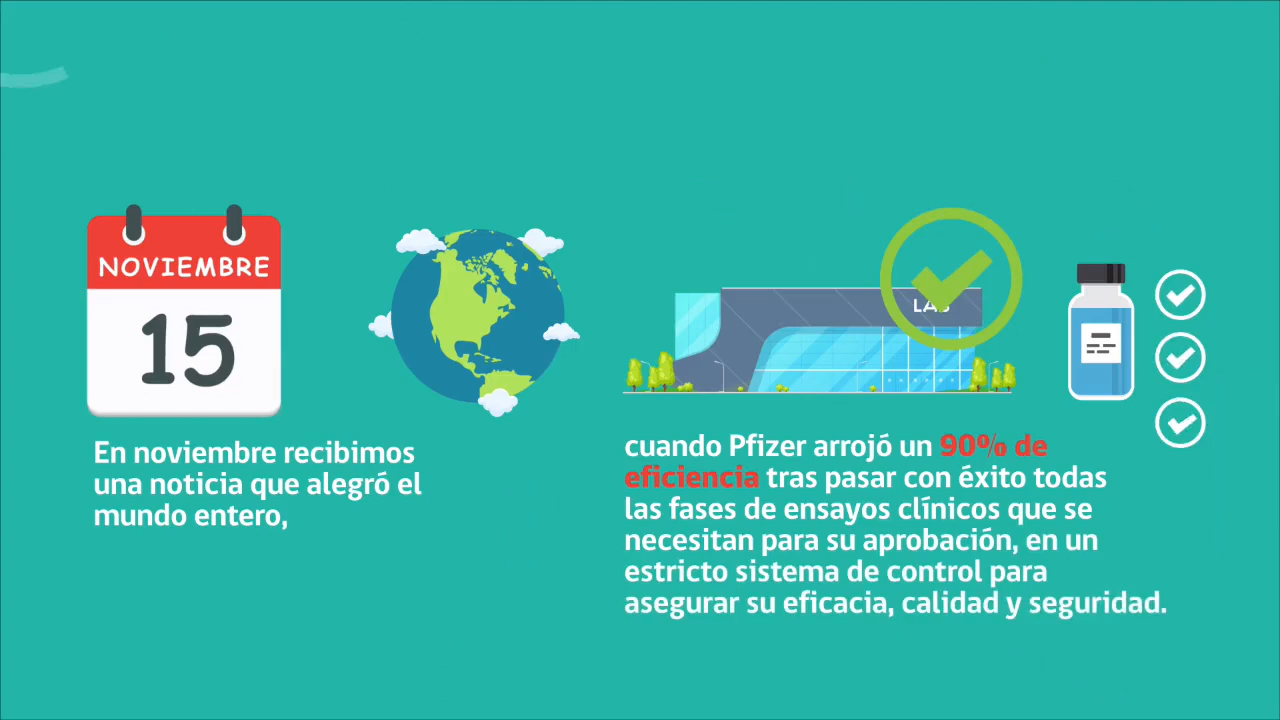 NOVIEMBRE
15
En noviembre recibimos
una noticia que alegró el
mundo entero,
cuando Pfizer arrojó un 90% de
eficiencia tras pasar con éxito todas
las fases de ensayos clínicos que se
necesitan para su aprobación, en un
estricto sistema de control para
asegurar su eficacia, calidad y seguridad.